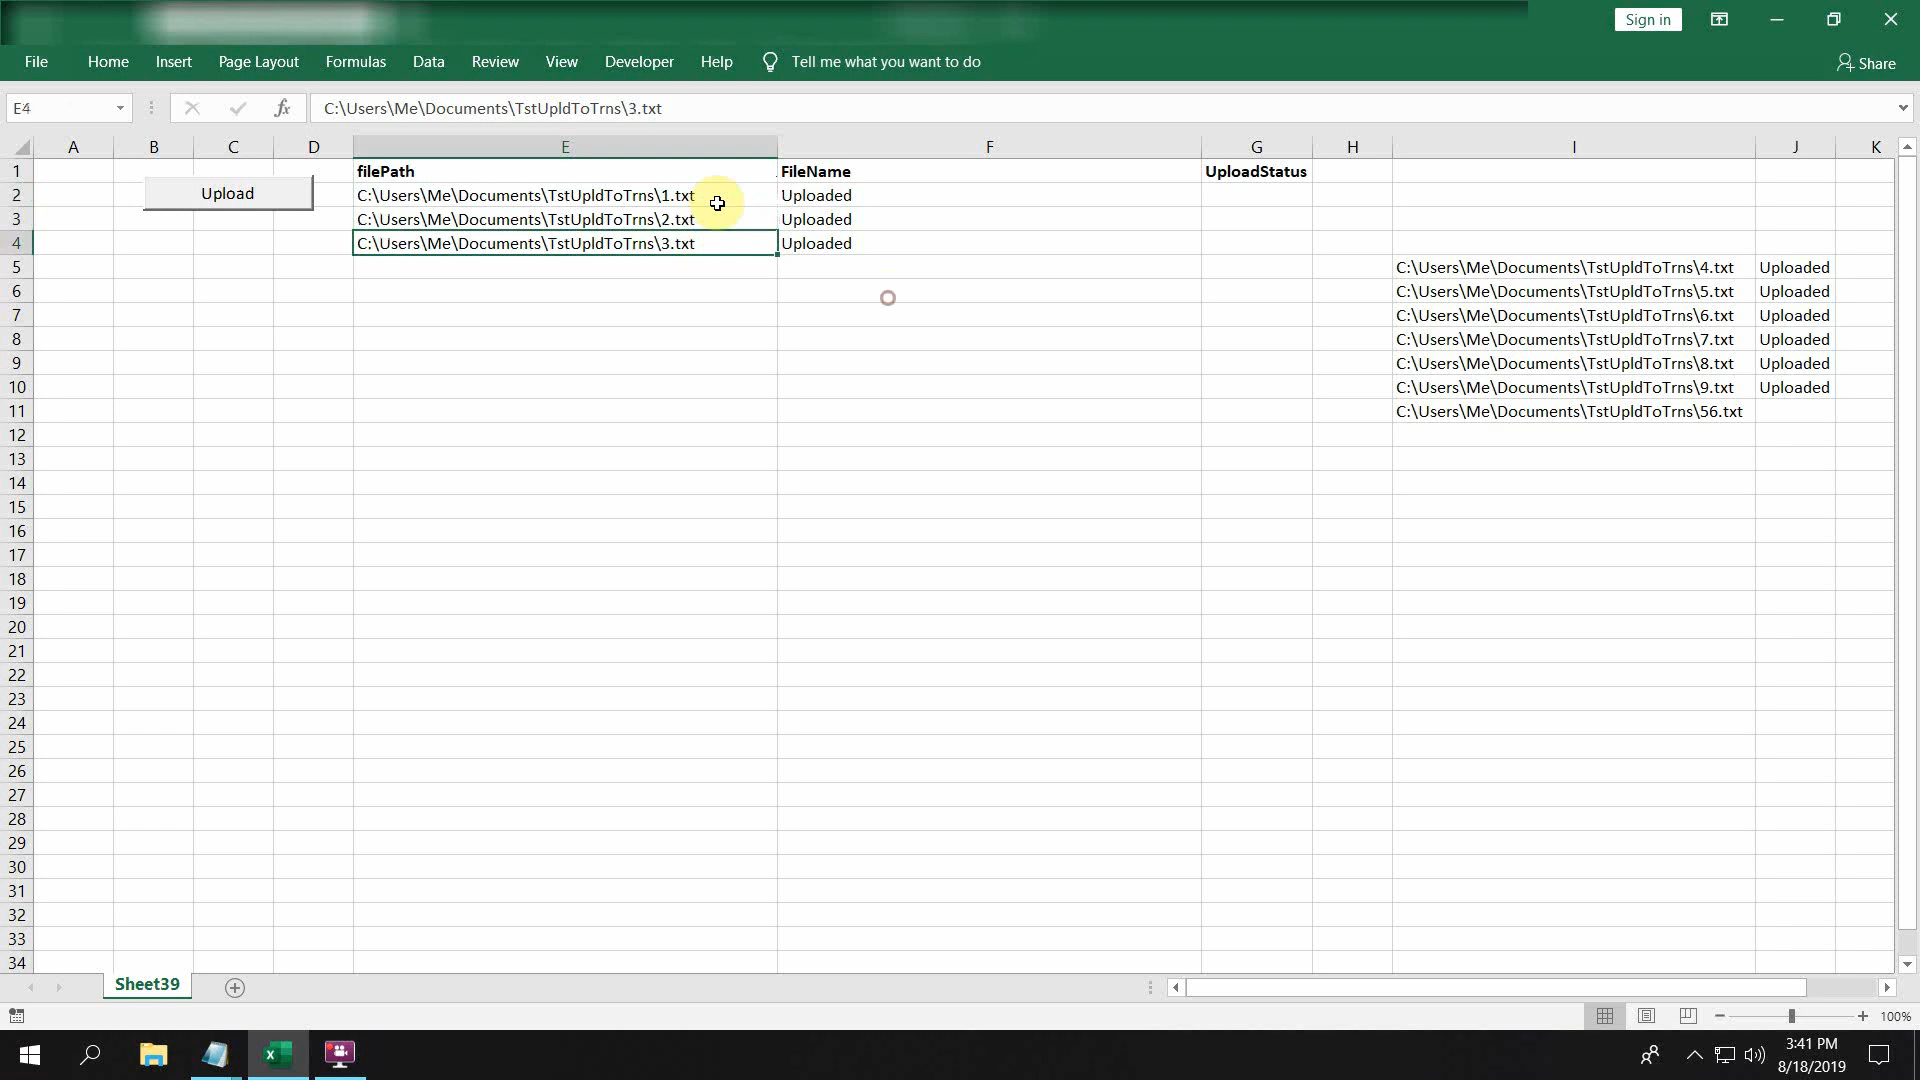 Sign in
File Home Insert Page Layout Formulas Data Review View Developer Help Tell me what you want to do Share
E4 fx C:\Users\Me\Documents\TstUpldToTrns\3.txt
A B C D E F G H I J K
1 filePath FileName UploadStatus
2 Upload C:\Users\Me\Documents\TstUpldToTrns\1.txt Uploaded
3 C:\Users\Me\Documents\TstUpldToTrns\2.txt Uploaded
4 C:\Users\Me\Documents\TstUpldToTrns\3.txt Uploaded
5 C:\Users\Me\Documents\TstUpldToTrns\4.txt Uploaded
6 C:\Users\Me\Documents\TstUpldToTrns\5.txt Uploaded
7 C:\Users\Me\Documents\TstUpldToTrns\6.txt Uploaded
8 C:\Users\Me\Documents\TstUpldToTrns\7.txt Uploaded
9 C:\Users\Me\Documents\TstUpldToTrns\8.txt Uploaded
10 C:\Users\Me\Documents\TstUpldToTrns\9.txt Uploaded
11 C:\Users\Me\Documents\TstUpldToTrns\56.txt
12
13
14
15
16
17
18
19
20
21
22
23
24
25
26
27
28
29
30
31
32
33
34
Sheet39
100%
3:41 PM
8/18/2019